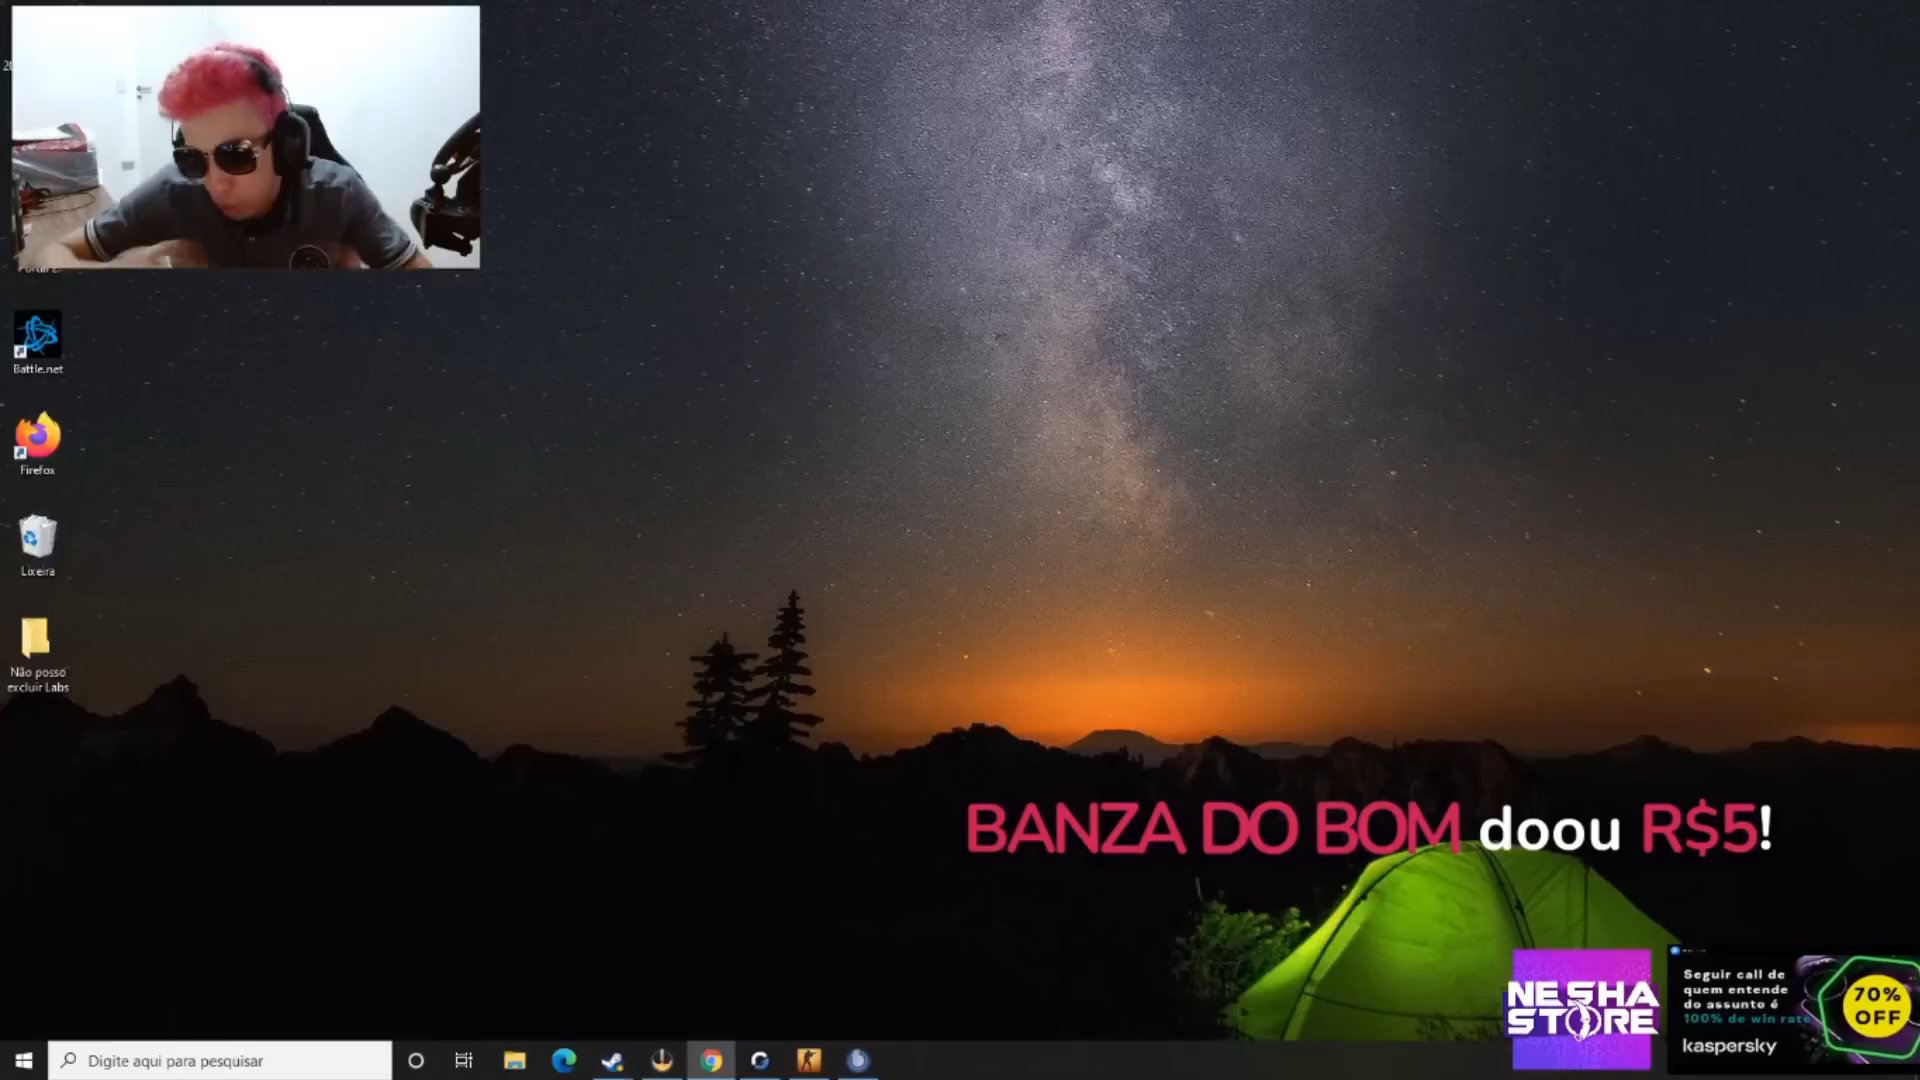 Battle.net
Firefox
Lixeira
Não posso
excluir Labs
BANZA DO BOM doou R$5!
NESHA
STORE
Seguir call de
quem entende
do assunto é
100% de win rate
kaspersky
70%
OFF
Digite aqui para pesquisar